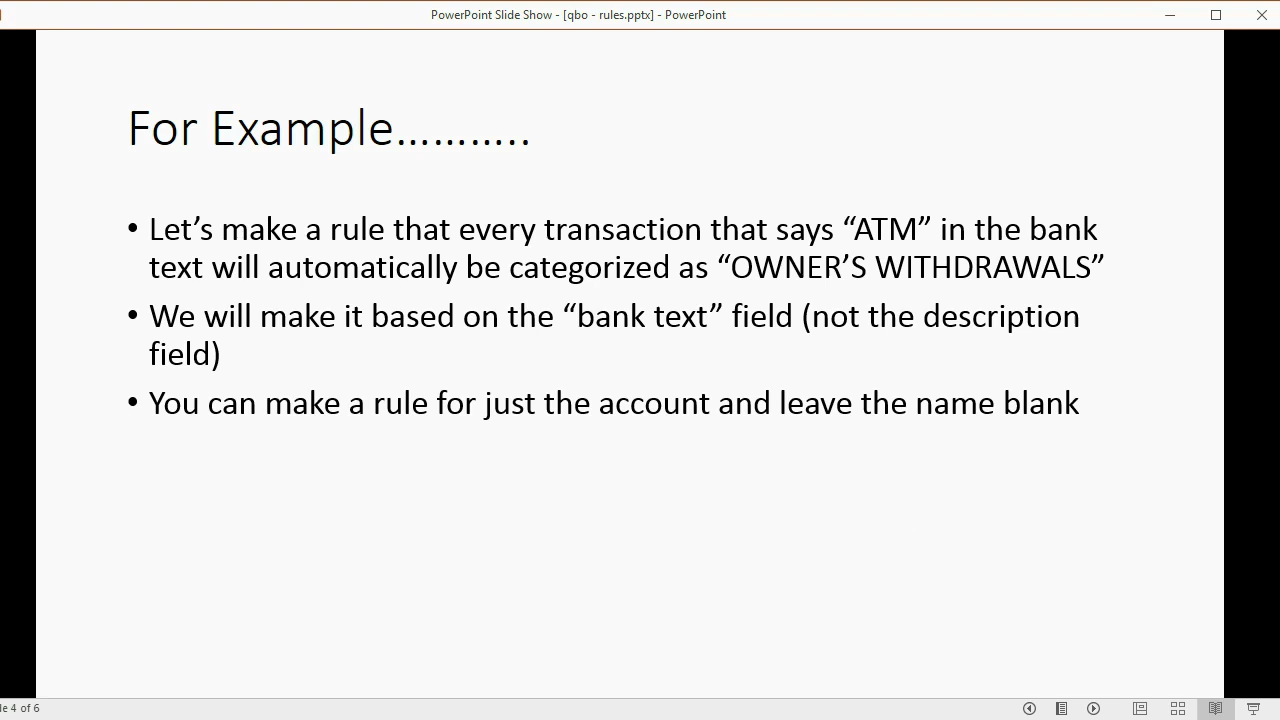 PowerPoint Slide Show - [qbo - rules.pptx] - PowerPoint
For Example………..
• Let’s make a rule that every transaction that says “ATM” in the bank
text will automatically be categorized as “OWNER’S WITHDRAWALS”
• We will make it based on the “bank text” field (not the description
field)
• You can make a rule for just the account and leave the name blank
le 4 of 6